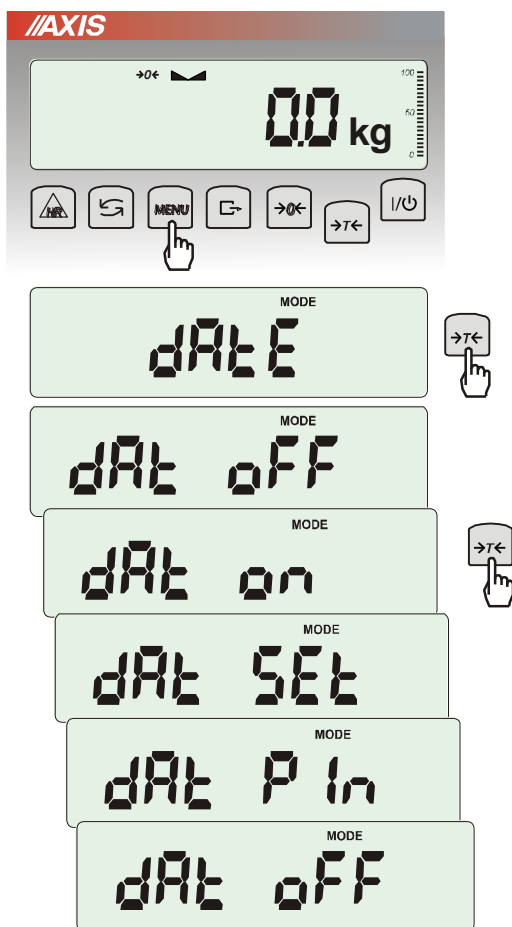 //AXIS
→0←
100
50
0
0.0 kg
HR MENU →0← →T← I/⏻
MODE
dAtE
→T←
MODE
dAt oFF
MODE
dAt on
→T←
MODE
dAt SEt
MODE
dAt PIn
MODE
dAt oFF